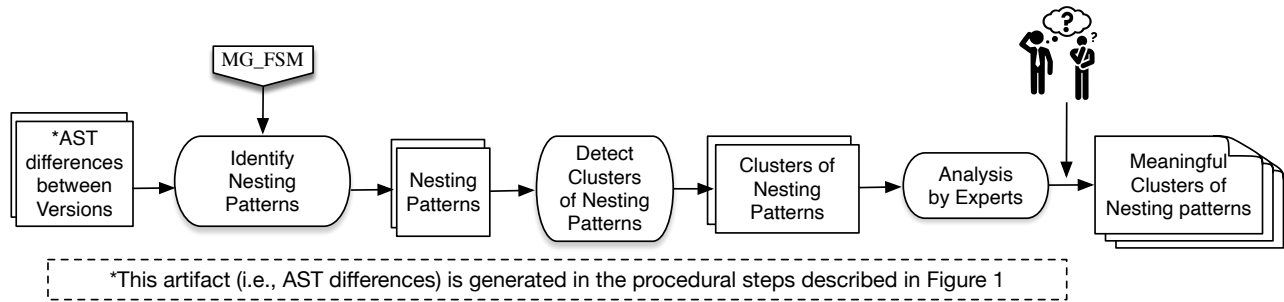 ?
?
MG_FSM
*AST
differences
between
Versions
Identify
Nesting
Patterns
Nesting
Patterns
Detect
Clusters
of Nesting
Patterns
Clusters of
Nesting
Patterns
Analysis
by Experts
Meaningful
Clusters of
Nesting patterns
*This artifact (i.e., AST differences) is generated in the procedural steps described in Figure 1